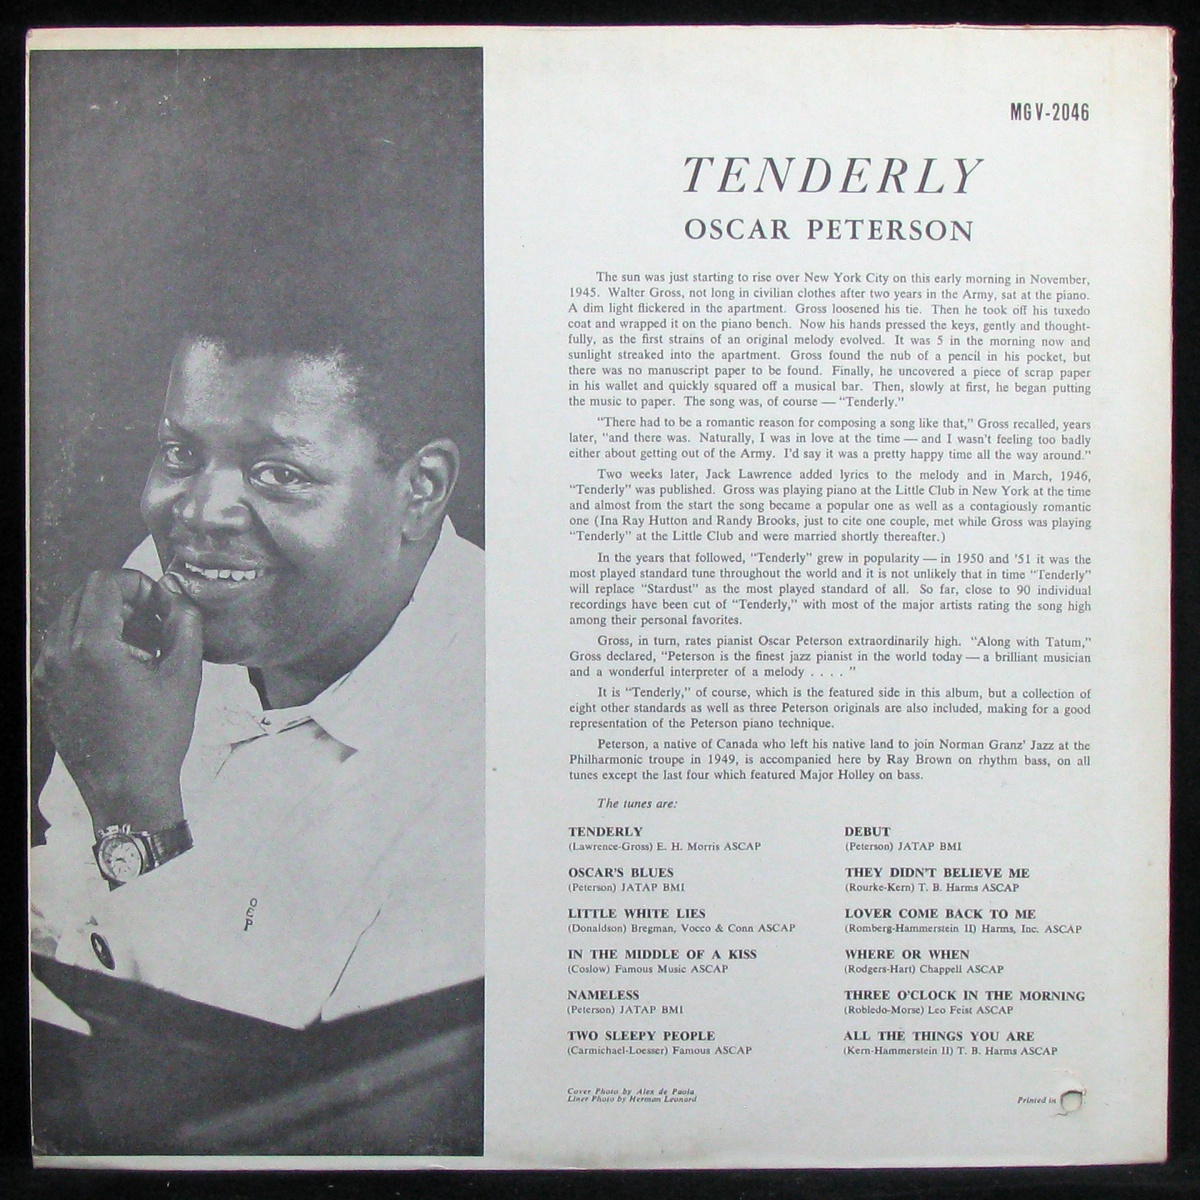 MGV-2046
TENDERLY
OSCAR PETERSON
The sun was just starting to rise over New York City on this early morning in November,
1945. Walter Gross, not long in civilian clothes after two years in the Army, sat at the piano.
A dim light flickered in the apartment. Gross loosened his tie. Then he took off his tuxedo
coat and wrapped it on the piano bench. Now his hands pressed the keys, gently and thought-
fully, as the first strains of an original melody evolved. It was 5 in the morning now and
sunlight streaked into the apartment. Gross found the nub of a pencil in his pocket, but
there was no manuscript paper to be found. Finally, he uncovered a piece of scrap paper
in his wallet and quickly squared off a musical bar. Then, slowly at first, he began putting
the music to paper. The song was, of course — "Tenderly."
"There had to be a romantic reason for composing a song like that," Gross recalled, years
later, "and there was. Naturally, I was in love at the time — and I wasn't feeling too badly
either about getting out of the Army. I'd say it was a pretty happy time all the way around."
Two weeks later, Jack Lawrence added lyrics to the melody and in March, 1946,
"Tenderly" was published. Gross was playing piano at the Little Club in New York at the time
and almost from the start the song became a popular one as well as a contagiously romantic
one (Ina Ray Hutton and Randy Brooks, just to cite one couple, met while Gross was playing
"Tenderly" at the Little Club and were married shortly thereafter.)
In the years that followed, "Tenderly" grew in popularity — in 1950 and '51 it was the
most played standard tune throughout the world and it is not unlikely that in time "Tenderly"
will replace "Stardust" as the most played standard of all. So far, close to 90 individual
recordings have been cut of "Tenderly," with most of the major artists rating the song high
among their personal favorites.
Gross, in turn, rates pianist Oscar Peterson extraordinarily high. "Along with Tatum,"
Gross declared, "Peterson is the finest jazz pianist in the world today — a brilliant musician
and a wonderful interpreter of a melody . . . . "
It is "Tenderly," of course, which is the featured side in this album, but a collection of
eight other standards as well as three Peterson originals are also included, making for a good
representation of the Peterson piano technique.
Peterson, a native of Canada who left his native land to join Norman Granz' Jazz at the
Philharmonic troupe in 1949, is accompanied here by Ray Brown on rhythm bass, on all
tunes except the last four which featured Major Holley on bass.
The tunes are:
TENDERLY
(Lawrence-Gross) E. H. Morris ASCAP
OSCAR'S BLUES
(Peterson) JATAP BMI
LITTLE WHITE LIES
(Donaldson) Bregman, Vocco & Conn ASCAP
IN THE MIDDLE OF A KISS
(Coslow) Famous Music ASCAP
NAMELESS
(Peterson) JATAP BMI
TWO SLEEPY PEOPLE
(Carmichael-Loesser) Famous ASCAP
DEBUT
(Peterson) JATAP BMI
THEY DIDN'T BELIEVE ME
(Rourke-Kern) T. B. Harms ASCAP
LOVER COME BACK TO ME
(Romberg-Hammerstein II) Harms, Inc. ASCAP
WHERE OR WHEN
(Rodgers-Hart) Chappell ASCAP
THREE O'CLOCK IN THE MORNING
(Robledo-Morse) Leo Feist ASCAP
ALL THE THINGS YOU ARE
(Kern-Hammerstein II) T. B. Harms ASCAP
Cover Photo by Alex de Paola
Liner Photo by Herman Leonard
Printed in
OEP